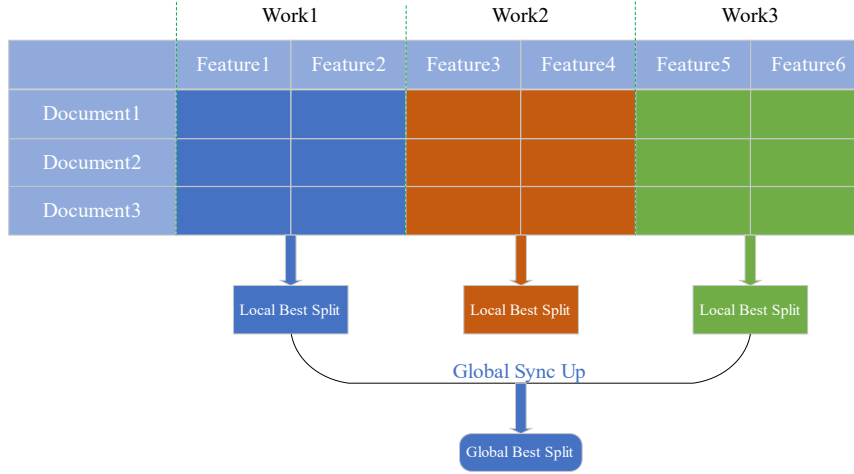 Work1 Work2 Work3
Feature1 Feature2 Feature3 Feature4 Feature5 Feature6
Document1
Document2
Document3
Local Best Split Local Best Split Local Best Split
Global Sync Up
Global Best Split